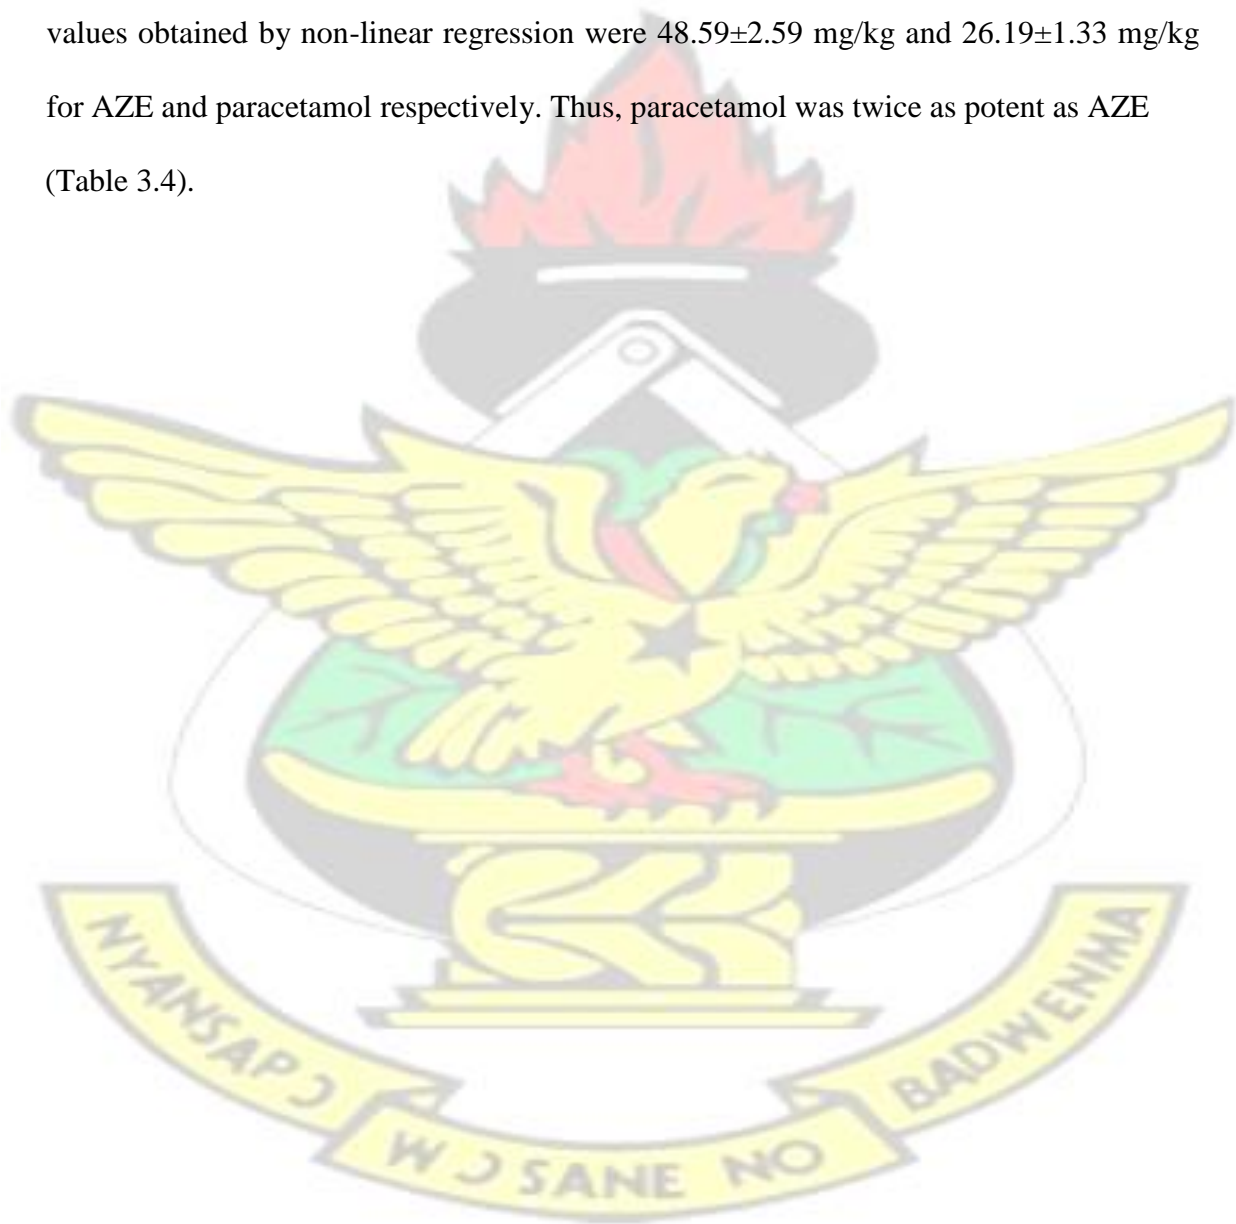 values obtained by non-linear regression were 48.59±2.59 mg/kg and 26.19±1.33 mg/kg
for AZE and paracetamol respectively. Thus, paracetamol was twice as potent as AZE
(Table 3.4).
NYANSAPƆ
WƆSANE NO
BADWENMA